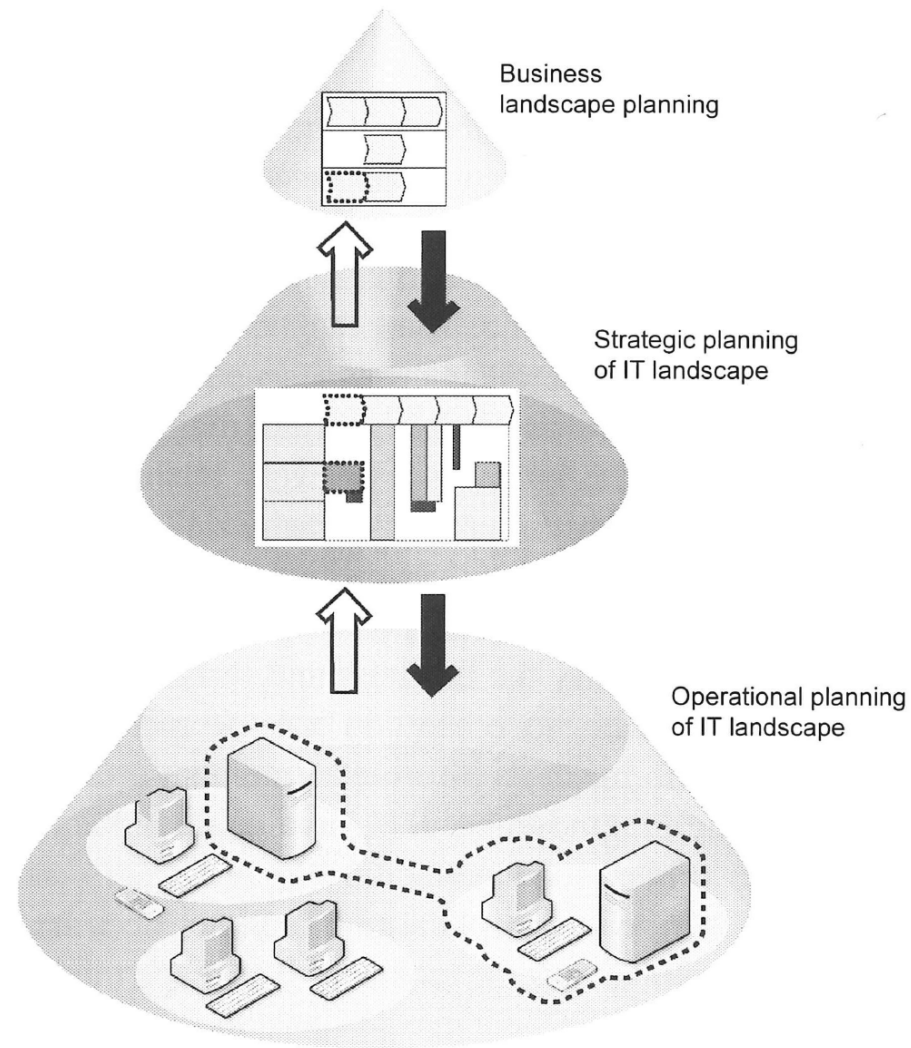 Business
landscape planning
Strategic planning
of IT landscape
Operational planning
of IT landscape